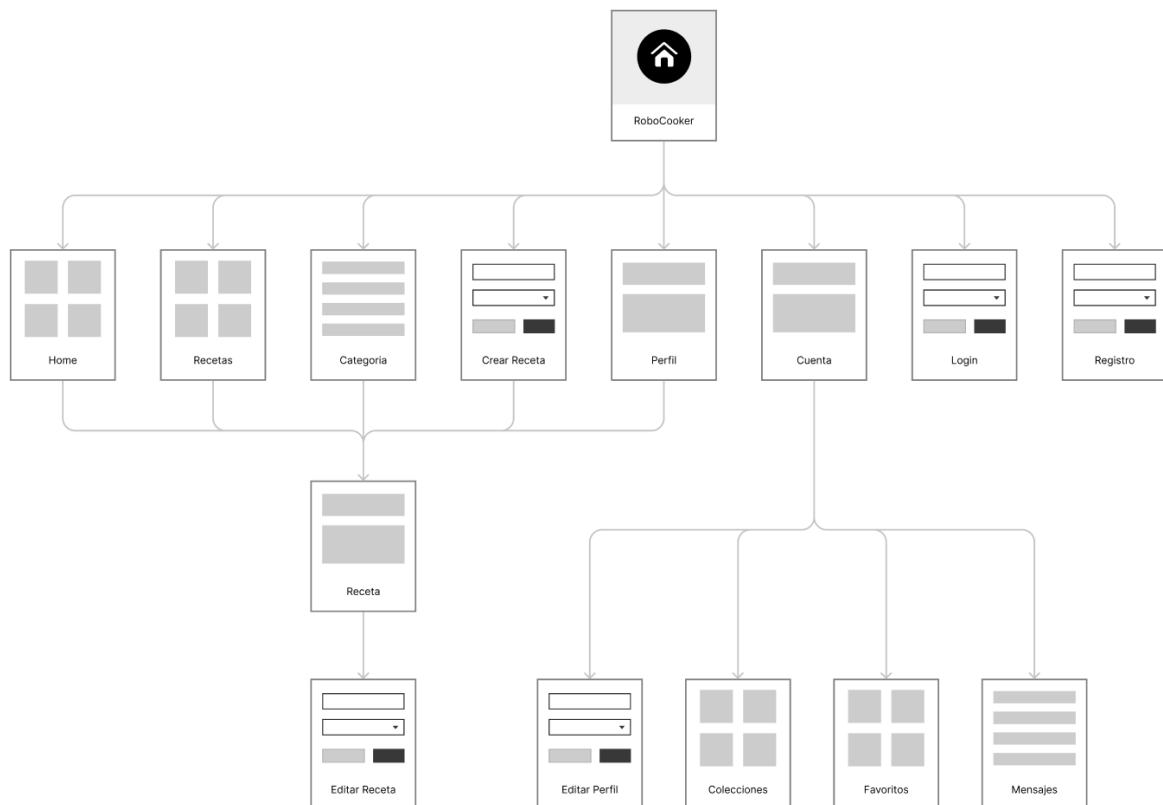 RoboCooker
Home
Recetas
Categoria
Crear Receta
Perfil
Cuenta
Login
Registro
Receta
Editar Receta
Editar Perfil
Colecciones
Favoritos
Mensajes